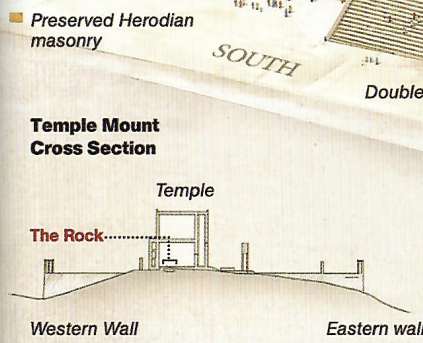 Preserved Herodian
masonry
SOUTH
Double
Temple Mount
Cross Section
Temple
The Rock
Western Wall
Eastern wall